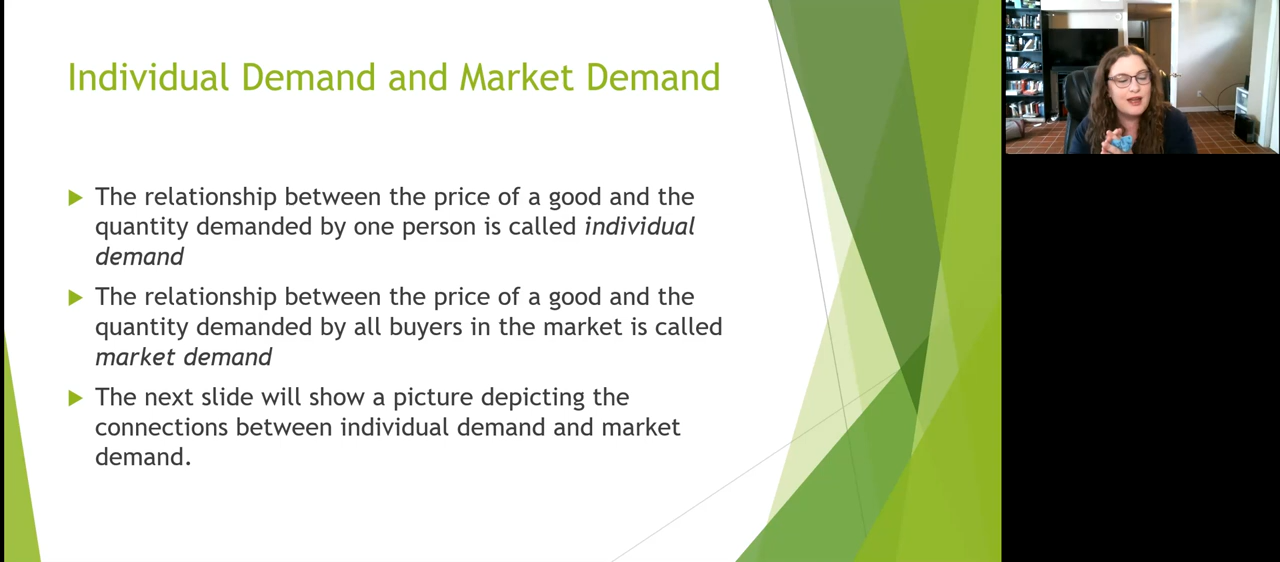 Individual Demand and Market Demand
The relationship between the price of a good and the
quantity demanded by one person is called individual
demand
The relationship between the price of a good and the
quantity demanded by all buyers in the market is called
market demand
The next slide will show a picture depicting the
connections between individual demand and market
demand.